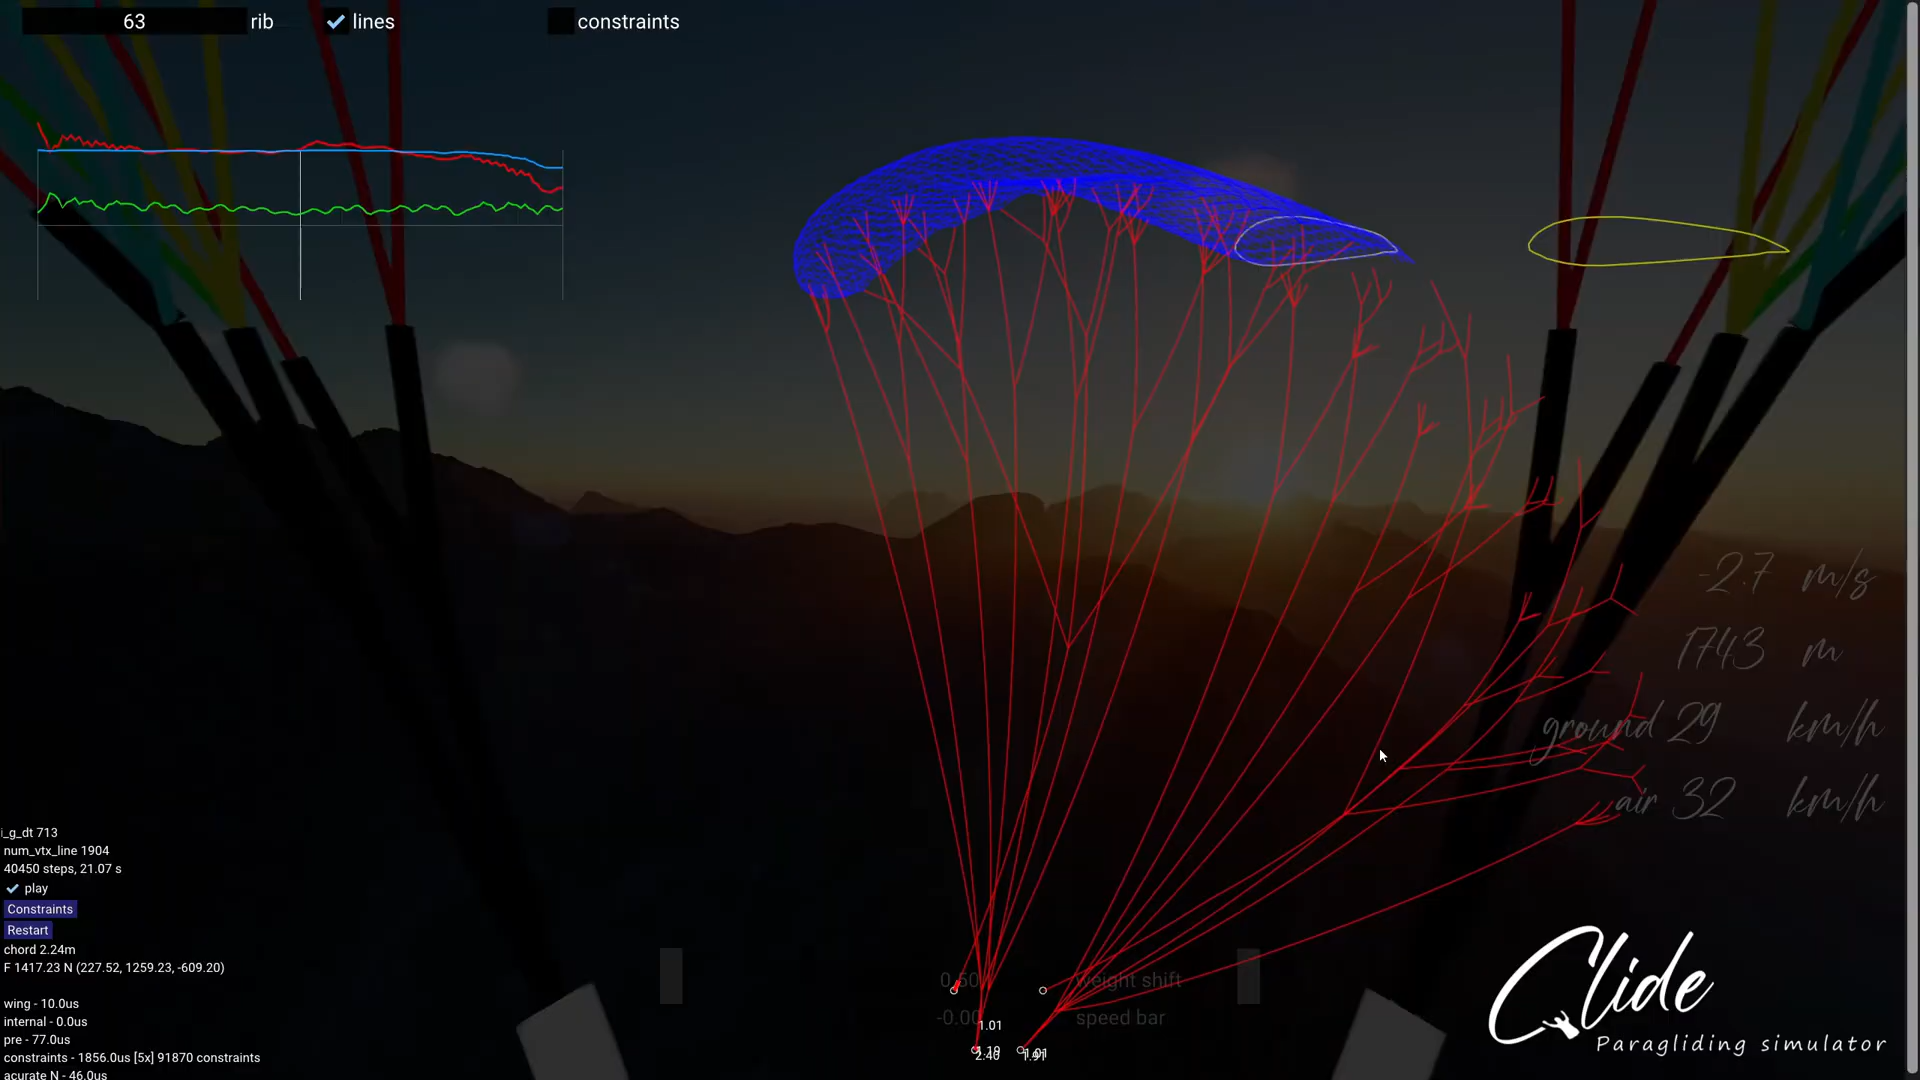 63 rib lines constraints
-2.7 m/s
1743 m
ground 29 km/h
air 32 km/h
i_g_dt 713
num_vtx_line 1904
40450 steps, 21.07 s
play
Constraints
Restart
chord 2.24m
F 1417.23 N (227.52, 1259.23, -609.20)
wing - 10.0us
internal - 0.0us
pre - 77.0us
constraints - 1856.0us [5x] 91870 constraints
acurate N - 46.0us
0.50 weight shift
-0.00 speed bar
1.01
2.40
Glide
Paragliding simulator